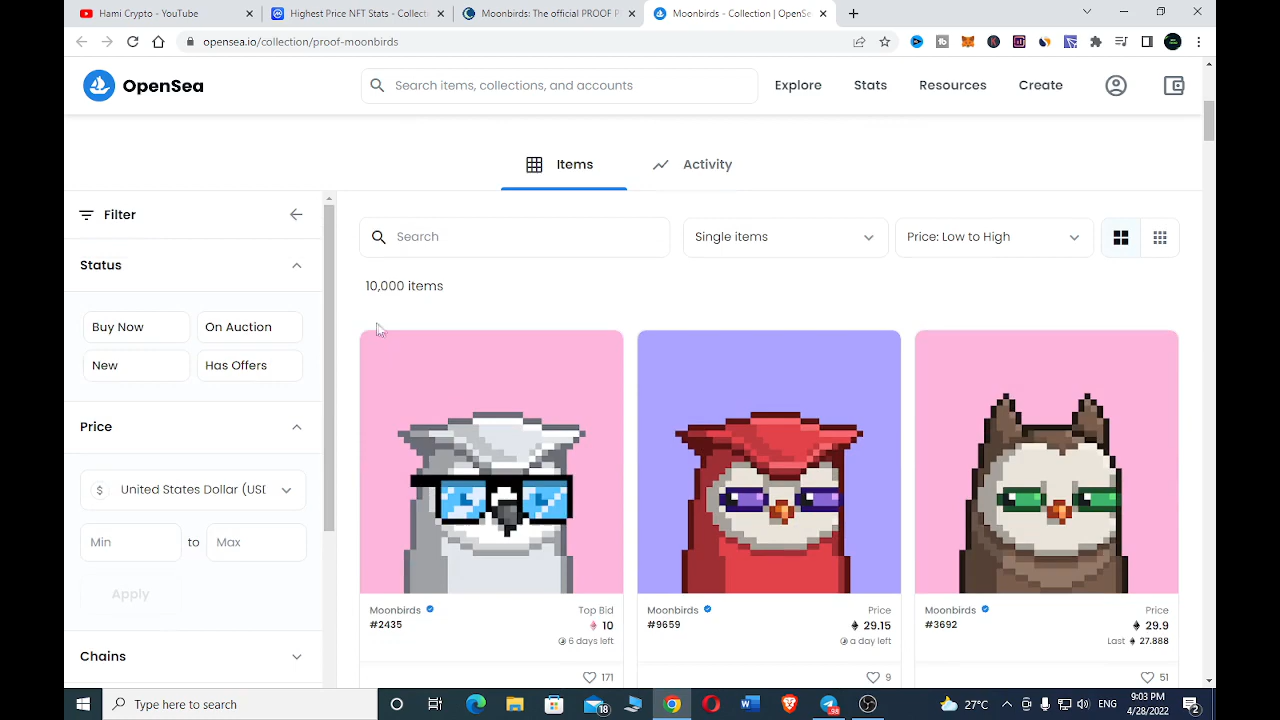 Hami Crypto - YouTube
Highest Price NFT Stats - Collect
Moonbirds: The official PROOF P
Moonbirds - Collection | OpenSe
opensea.io/collection/proof-moonbirds
OpenSea
Search items, collections, and accounts
Explore
Stats
Resources
Create
Items
Activity
Filter
Search
Single items
Price: Low to High
Status
10,000 items
Buy Now
On Auction
New
Has Offers
Price
$ United States Dollar (USD
Min
to
Max
Apply
Chains
Moonbirds
Top Bid
#2435
10
6 days left
171
Moonbirds
Price
#9659
29.15
a day left
9
Moonbirds
Price
#3692
29.9
Last 27.888
51
Type here to search
18
98
27°C
ENG
9:03 PM
4/28/2022
2